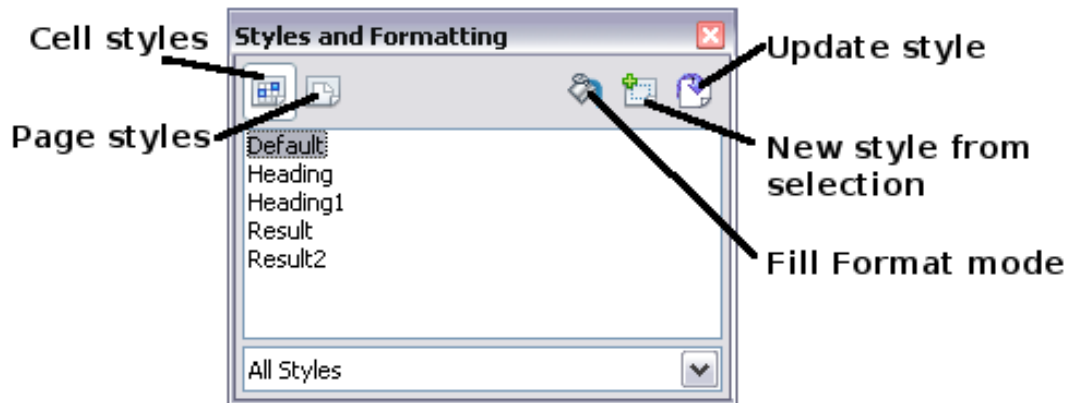 Cell styles
Styles and Formatting
Update style
Page styles
Default
Heading
Heading1
Result
Result2
New style from
selection
Fill Format mode
All Styles